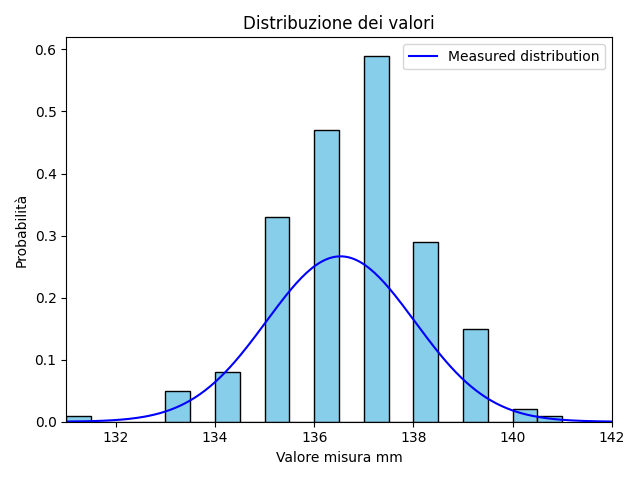 Distribuzione dei valori
Measured distribution
0.6
0.5
0.4
0.3
0.2
0.1
0.0
Probabilità
132 134 136 138 140 142
Valore misura mm